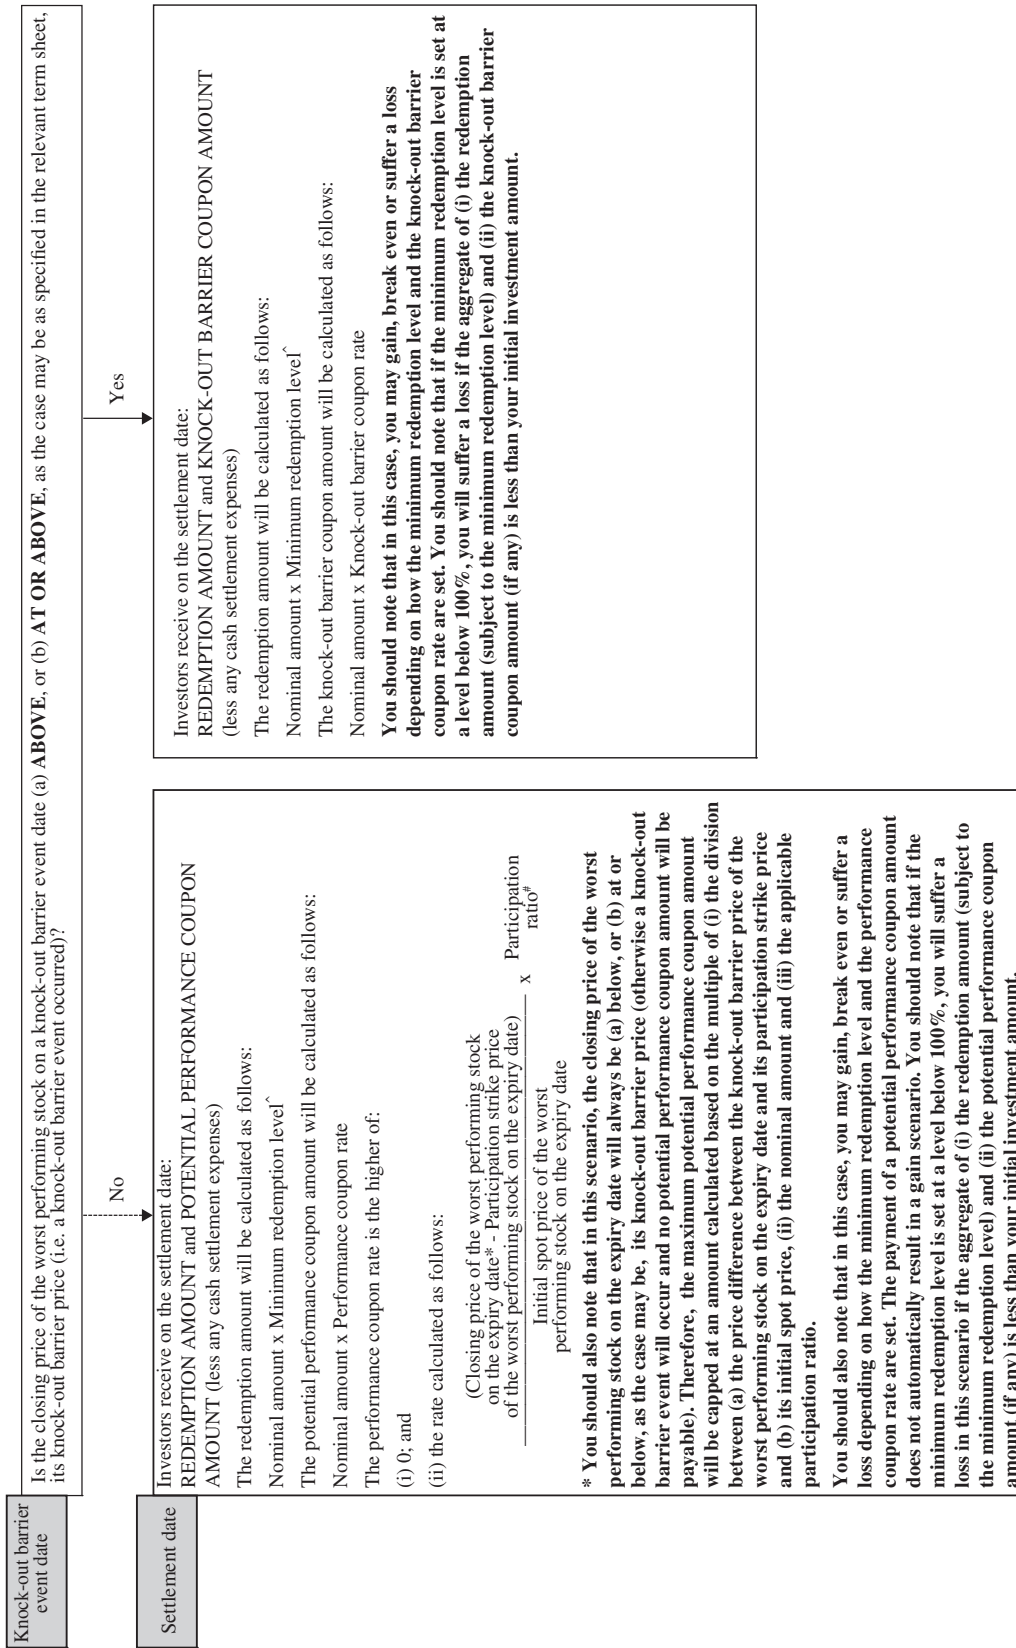 Knock-out barrier
event date
Is the closing price of the worst performing stock on a knock-out barrier event date (a) ABOVE, or (b) AT OR ABOVE, as the case may be as specified in the relevant term sheet,
its knock-out barrier price (i.e. a knock-out barrier event occurred)?
No
Yes
Settlement date
Investors receive on the settlement date:
REDEMPTION AMOUNT and POTENTIAL PERFORMANCE COUPON
AMOUNT (less any cash settlement expenses)
The redemption amount will be calculated as follows:
Nominal amount x Minimum redemption level^
The potential performance coupon amount will be calculated as follows:
Nominal amount x Performance coupon rate
The performance coupon rate is the higher of:
(i) 0; and
(ii) the rate calculated as follows:
(Closing price of the worst performing stock
on the expiry date* - Participation strike price
of the worst performing stock on the expiry date)
Initial spot price of the worst
performing stock on the expiry date
x
Participation
ratio#
* You should also note that in this scenario, the closing price of the worst
performing stock on the expiry date will always be (a) below, or (b) at or
below, as the case may be, its knock-out barrier price (otherwise a knock-out
barrier event will occur and no potential performance coupon amount will be
payable). Therefore, the maximum potential performance coupon amount
will be capped at an amount calculated based on the multiple of (i) the division
between (a) the price difference between the knock-out barrier price of the
worst performing stock on the expiry date and its participation strike price
and (b) its initial spot price, (ii) the nominal amount and (iii) the applicable
participation ratio.
You should also note that in this case, you may gain, break even or suffer a
loss depending on how the minimum redemption level and the performance
coupon rate are set. The payment of a potential performance coupon amount
does not automatically result in a gain scenario. You should note that if the
minimum redemption level is set at a level below 100%, you will suffer a
loss in this scenario if the aggregate of (i) the redemption amount (subject to
the minimum redemption level) and (ii) the potential performance coupon
amount (if any) is less than your initial investment amount.
Investors receive on the settlement date:
REDEMPTION AMOUNT and KNOCK-OUT BARRIER COUPON AMOUNT
(less any cash settlement expenses)
The redemption amount will be calculated as follows:
Nominal amount x Minimum redemption level^
The knock-out barrier coupon amount will be calculated as follows:
Nominal amount x Knock-out barrier coupon rate
You should note that in this case, you may gain, break even or suffer a loss
depending on how the minimum redemption level and the knock-out barrier
coupon rate are set. You should note that if the minimum redemption level is set at
a level below 100%, you will suffer a loss if the aggregate of (i) the redemption
amount (subject to the minimum redemption level) and (ii) the knock-out barrier
coupon amount (if any) is less than your initial investment amount.